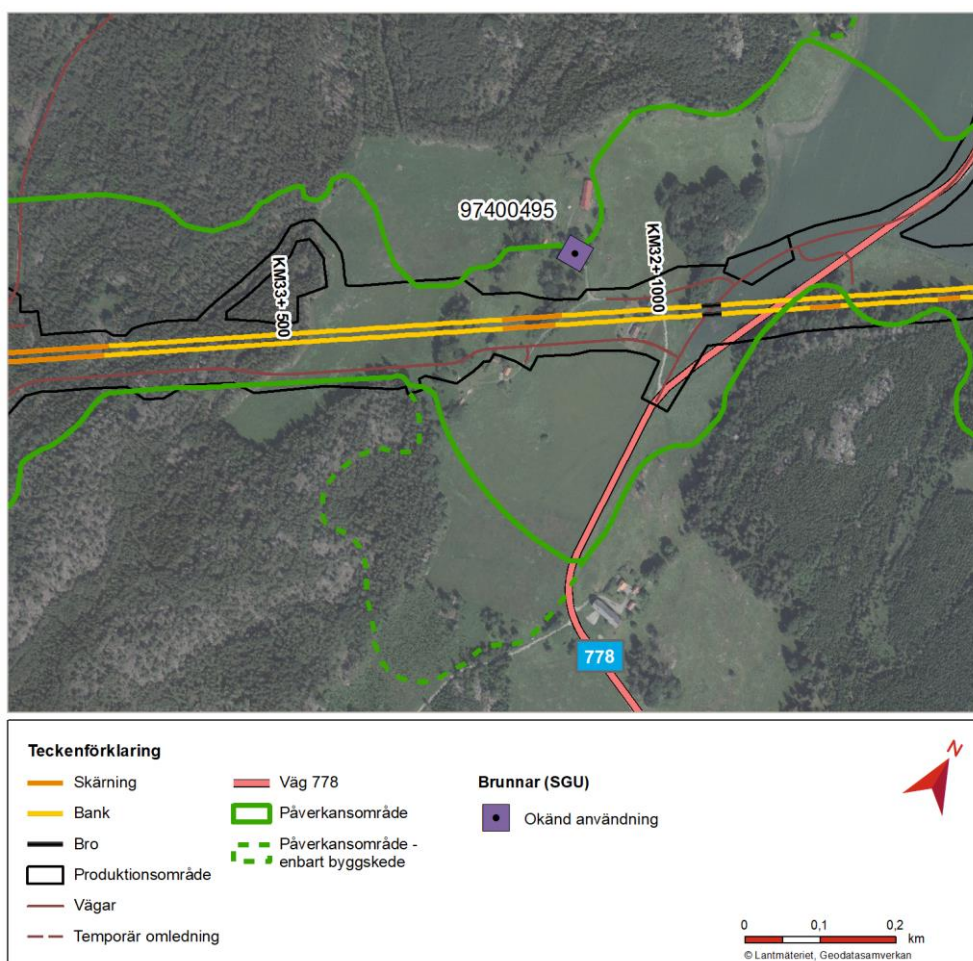 97400495
KM33+500
KM32+1000
778
Teckenförklaring
Skärning
Bank
Bro
Produktionsområde
Vägar
Temporär omledning
Väg 778
Påverkansområde
Påverkansområde -
enbart byggskede
Brunnar (SGU)
Okänd användning
N
0 0,1 0,2
km
© Lantmäteriet, Geodatasamverkan